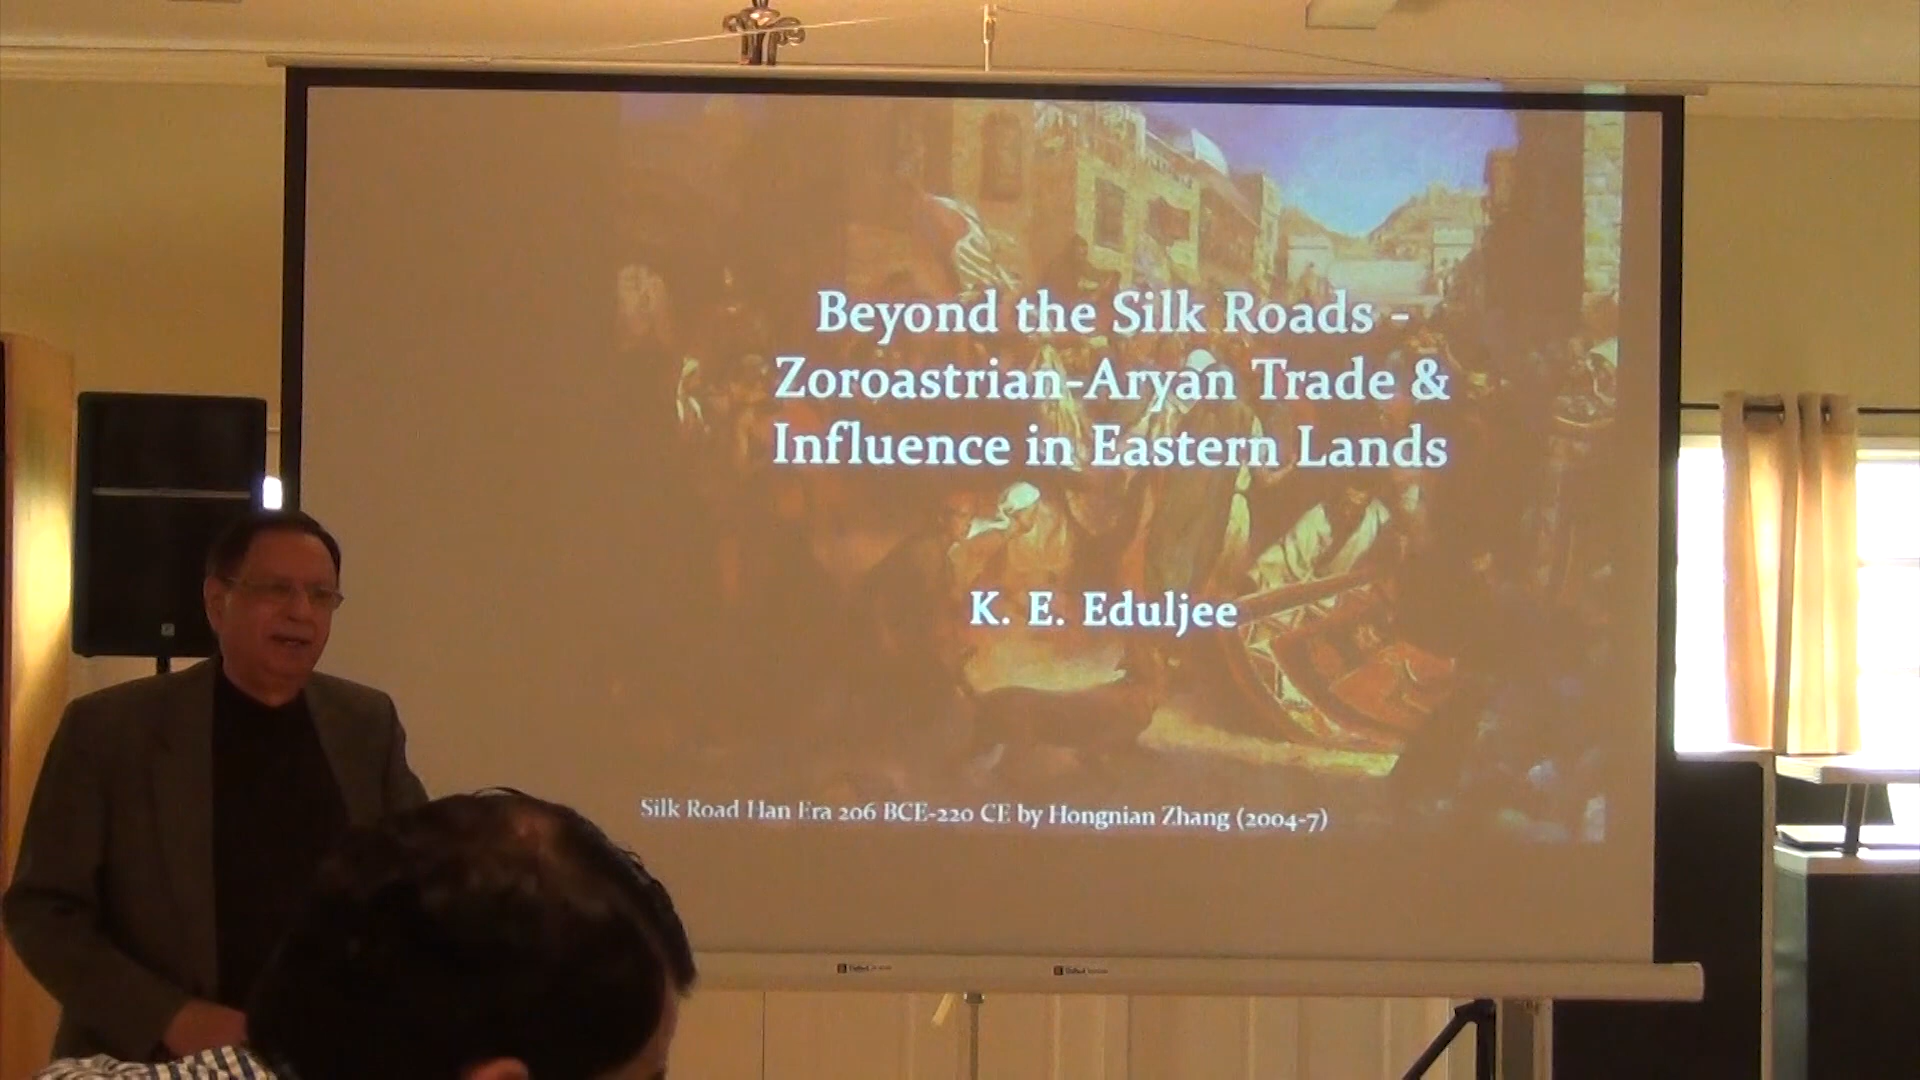 Beyond the Silk Roads -
Zoroastrian-Aryan Trade &
Influence in Eastern Lands
K. E. Eduljee
Silk Road Han Era 206 BCE-220 CE by Hongnian Zhang (2004-7)